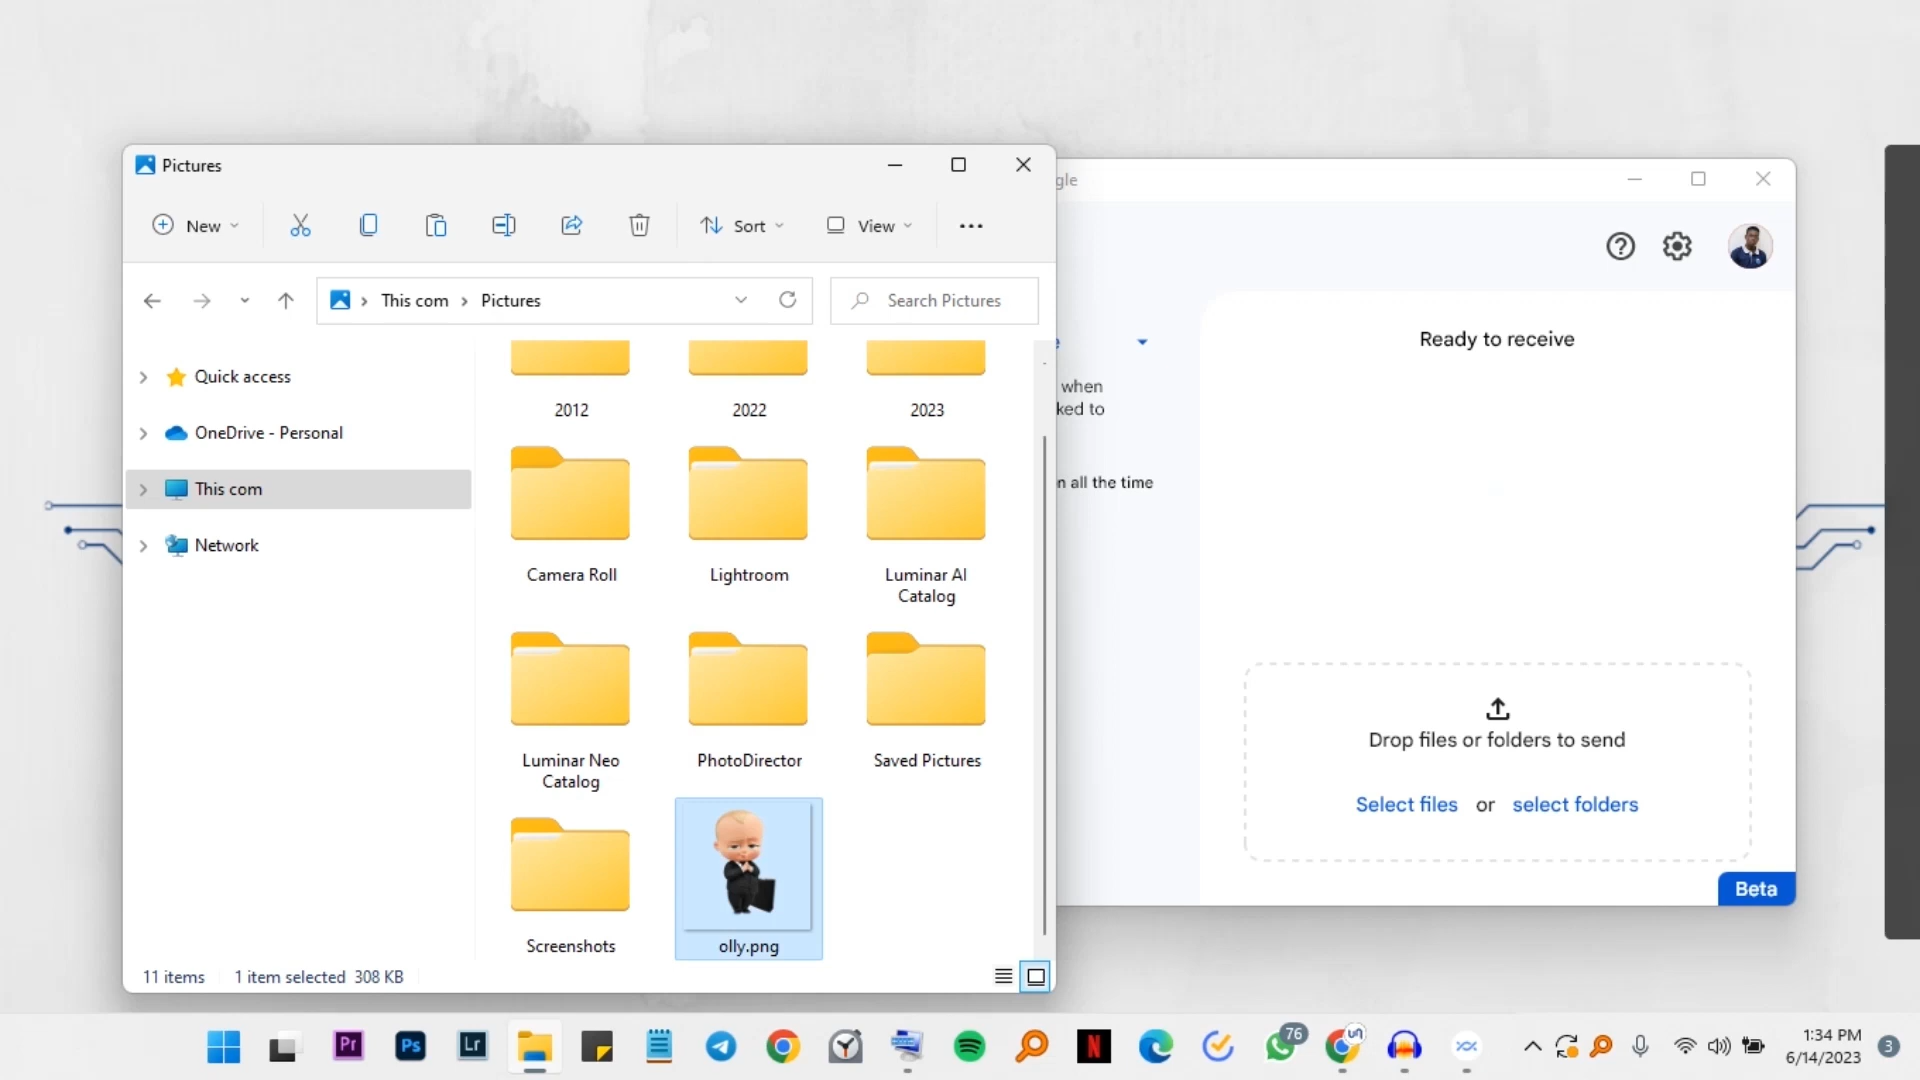 Pictures
New
Sort
View
This com
Pictures
Search Pictures
Quick access
OneDrive - Personal
This com
Network
2012
2022
2023
Camera Roll
Lightroom
Luminar AI
Catalog
Luminar Neo
Catalog
PhotoDirector
Saved Pictures
Screenshots
olly.png
11 items
1 item selected 308 KB
gle
e
when
ked to
n all the time
Ready to receive
Drop files or folders to send
Select files or select folders
Beta
Pr
Ps
Lr
N
76
1:34 PM
6/14/2023
3